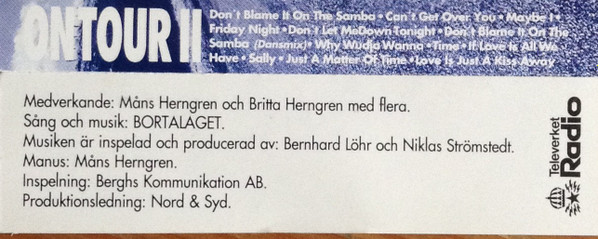 ON TOUR II
Don´t Blame It On The Samba • Can´t Get Over You • Maybe I •
Friday Night • Don´t Let Me Down Tonight • Don´t Blame It On The
Samba (Dansmix) • Why Wudja Wanna • Time • If Love Is All We
Have • Sally • Just A Matter Of Time • Love Is Just A Kiss Away
Medverkande: Måns Herngren och Britta Herngren med flera.
Sång och musik: BORTALAGET.
Musiken är inspelad och producerad av: Bernhard Löhr och Niklas Strömstedt.
Manus: Måns Herngren.
Inspelning: Berghs Kommunikation AB.
Produktionsledning: Nord & Syd.
Televerket
Radio